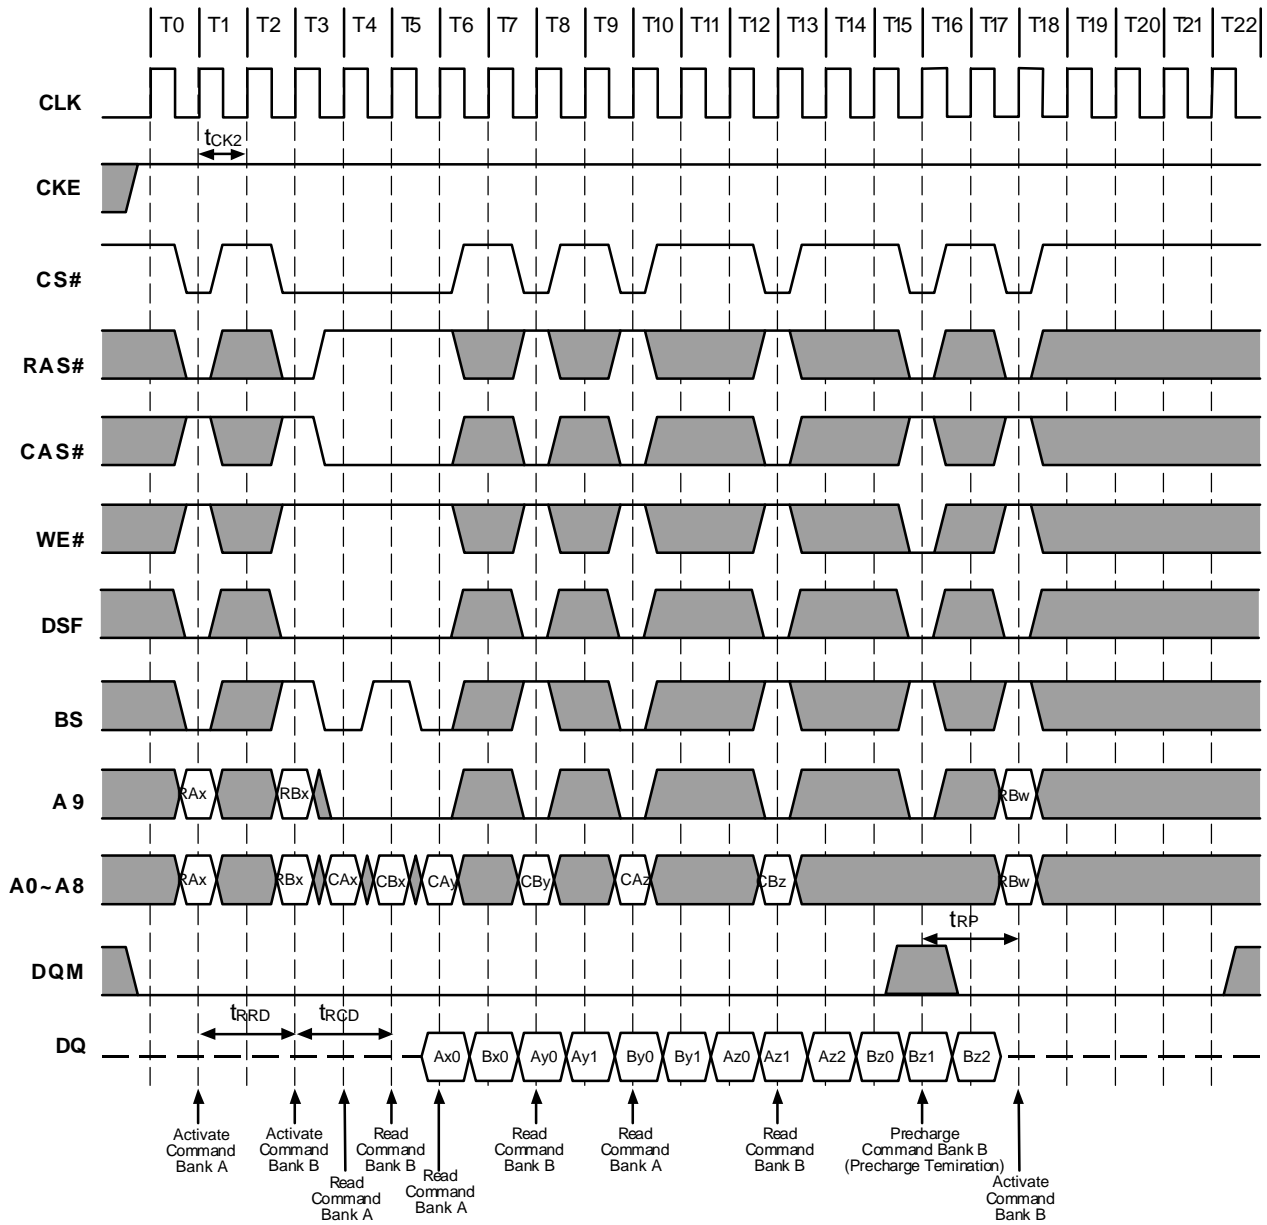 T0 T1 T2 T3 T4 T5 T6 T7 T8 T9 T10 T11 T12 T13 T14 T15 T16 T17 T18 T19 T20 T21 T22
CLK
tCK2
CKE
CS#
RAS#
CAS#
WE#
DSF
BS
A9
RAx RBx RBw
A0~A8
RAx RBx CAx CBx CAy CBy CAz CBz RBw
tRP
DQM
tRRD tRCD
DQ
Ax0 Bx0 Ay0 Ay1 By0 By1 Az0 Az1 Az2 Bz0 Bz1 Bz2
Activate
Command
Bank A
Activate
Command
Bank B
Read
Command
Bank A
Read
Command
Bank B
Read
Command
Bank A
Read
Command
Bank B
Read
Command
Bank A
Read
Command
Bank B
Precharge
Command Bank B
(Precharge Temination)
Activate
Command
Bank B